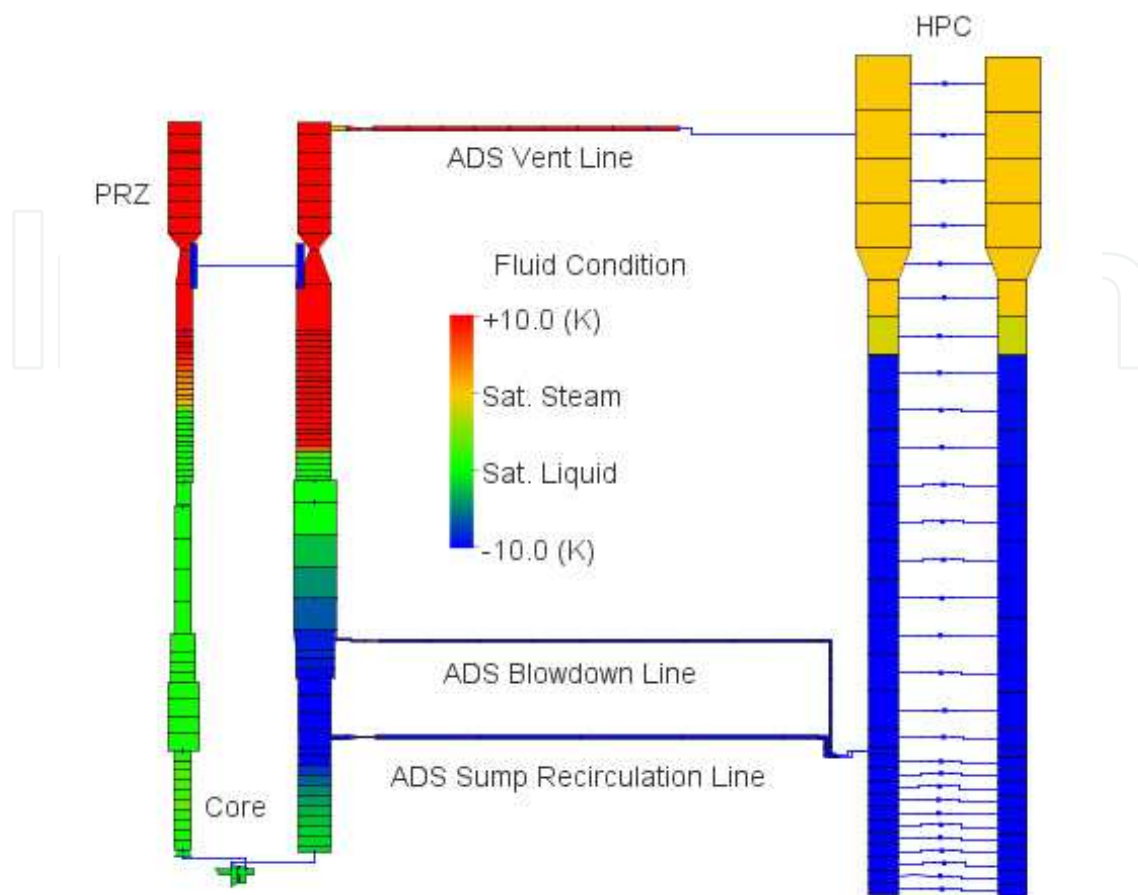 HPC
ADS Vent Line
PRZ
Fluid Condition
+10.0 (K)
Sat. Steam
Sat. Liquid
-10.0 (K)
ADS Blowdown Line
ADS Sump Recirculation Line
Core